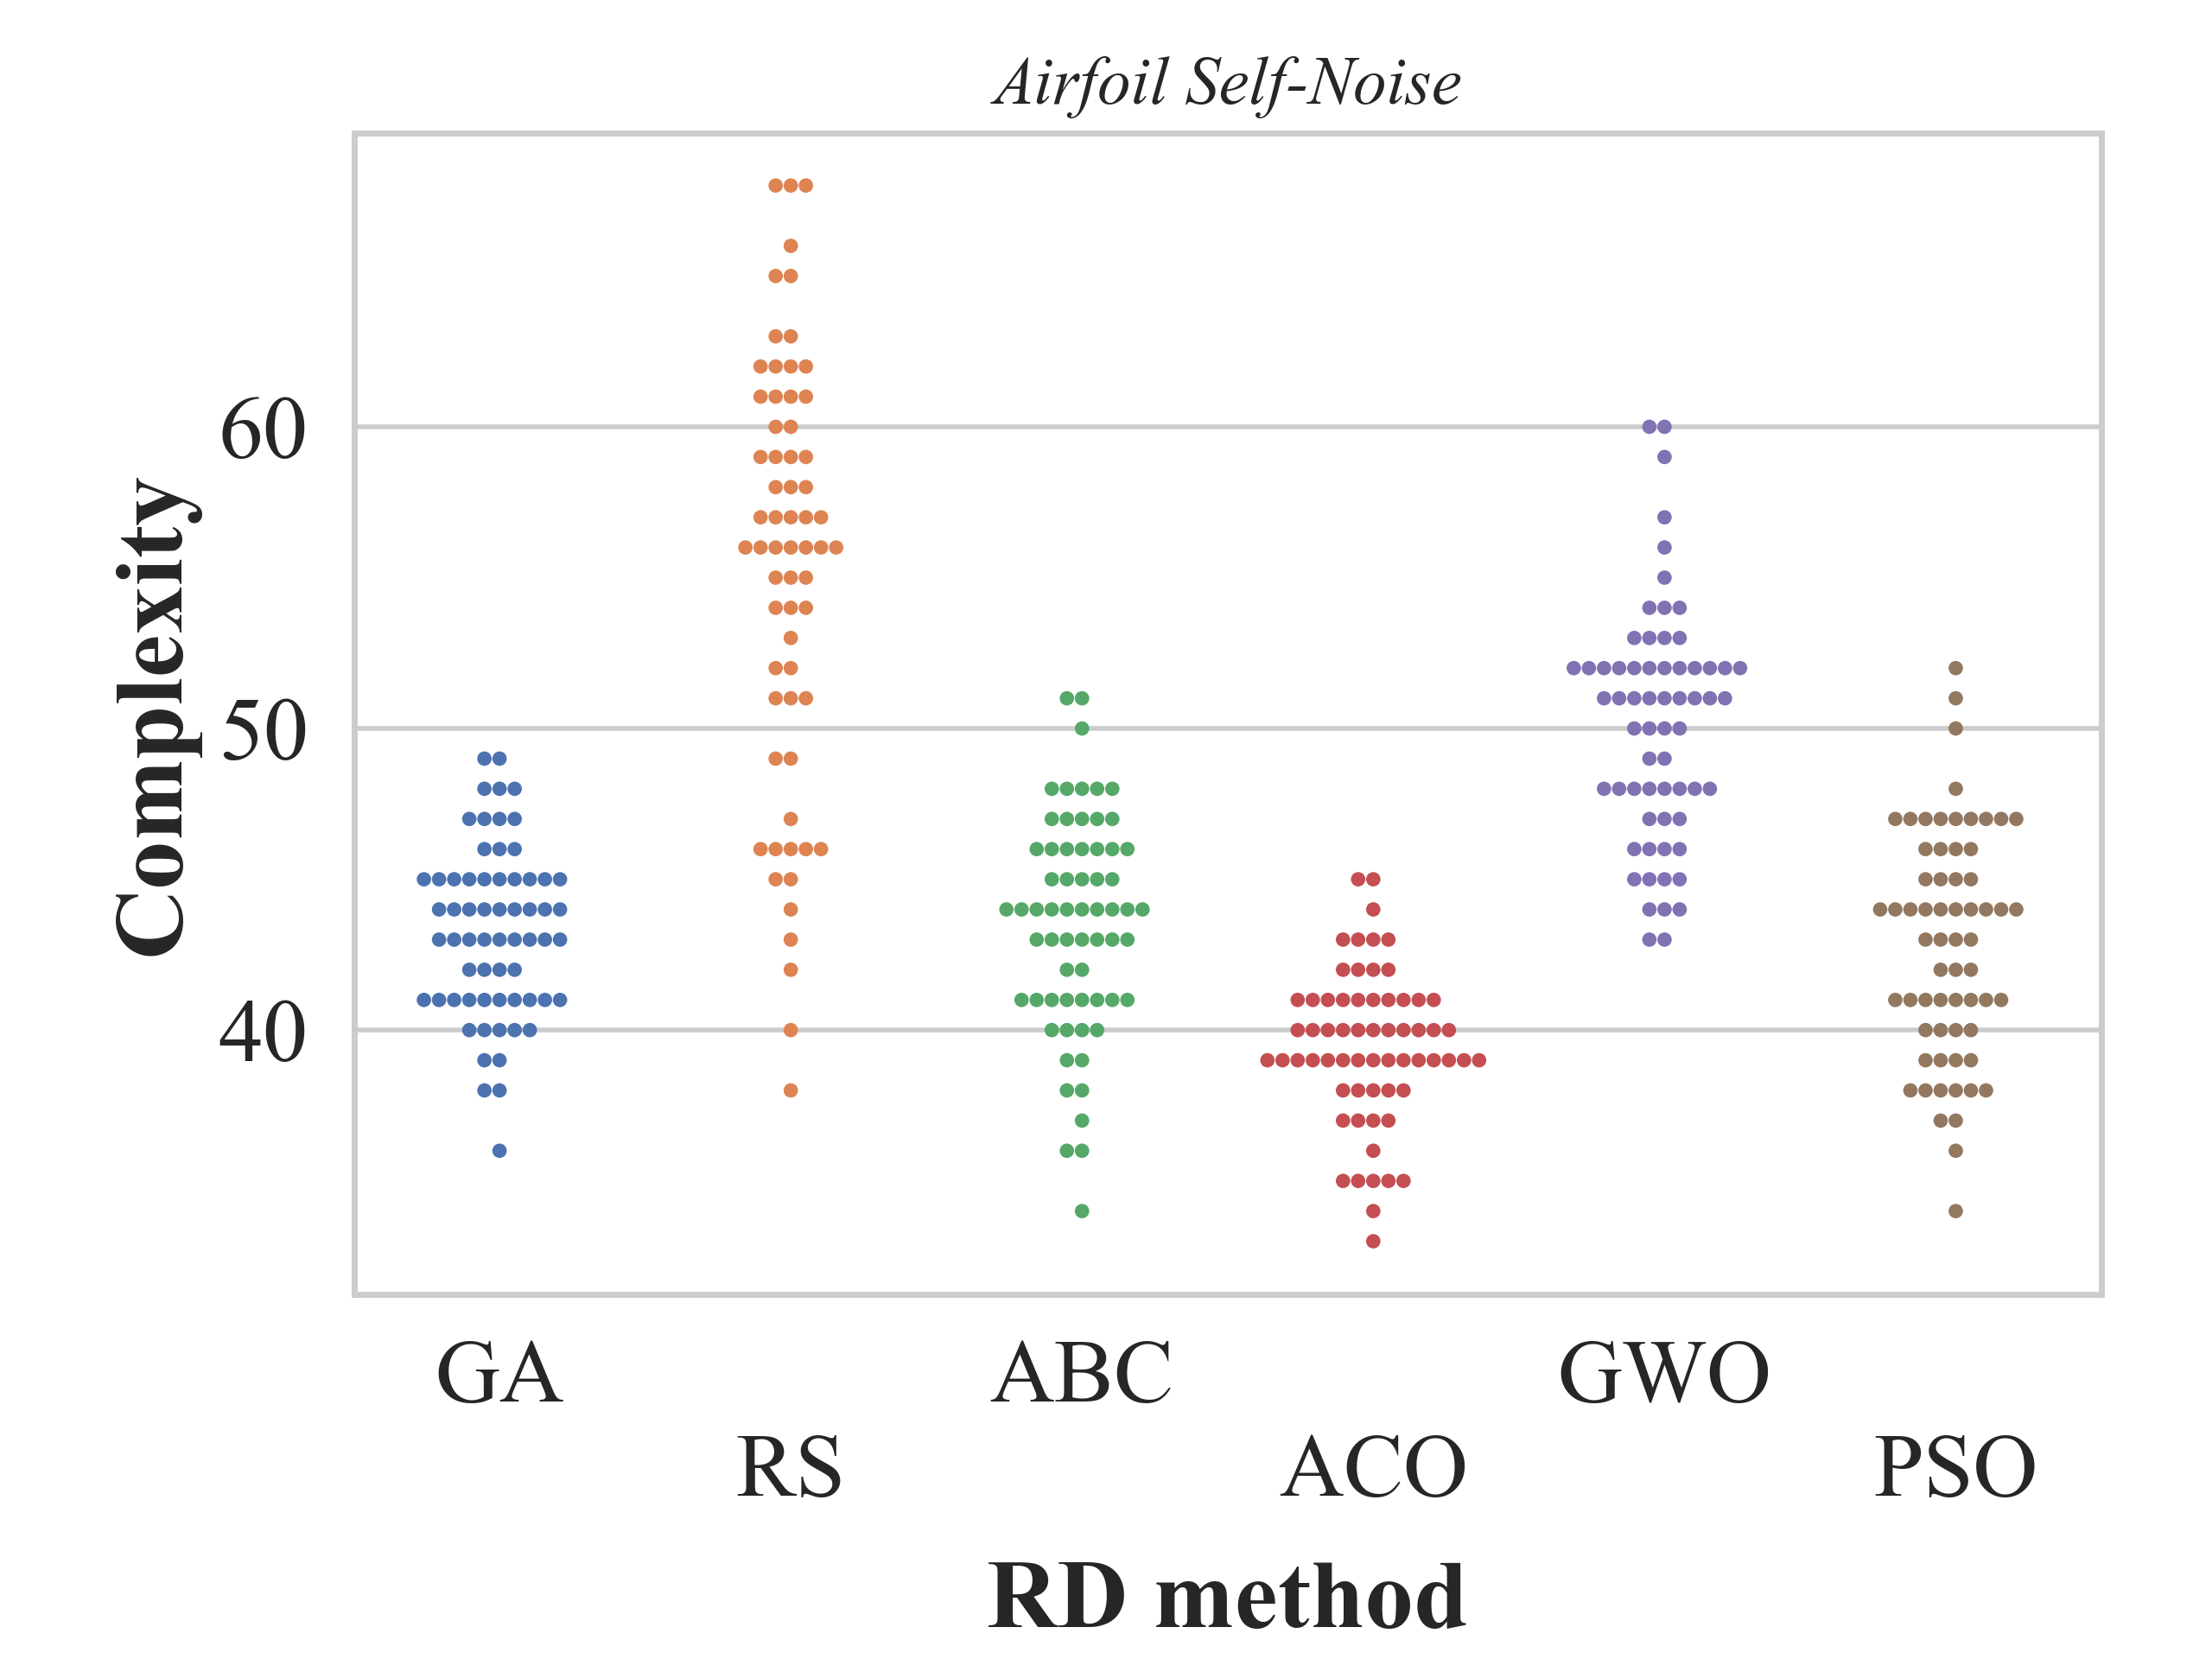 Airfoil Self-Noise
60
50
40
Complexity
GA
ABC
GWO
RS
ACO
PSO
RD method